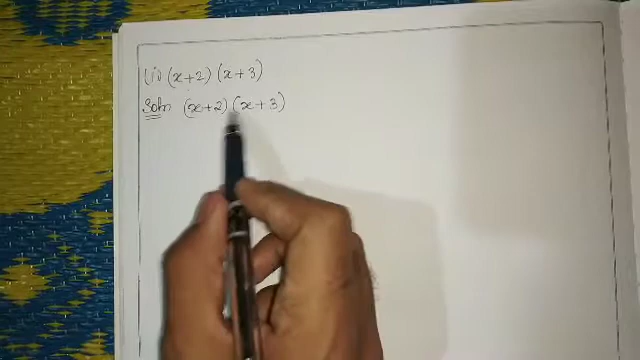 (i) (x+2) (x+3)
Soln (x+2) (x+3)